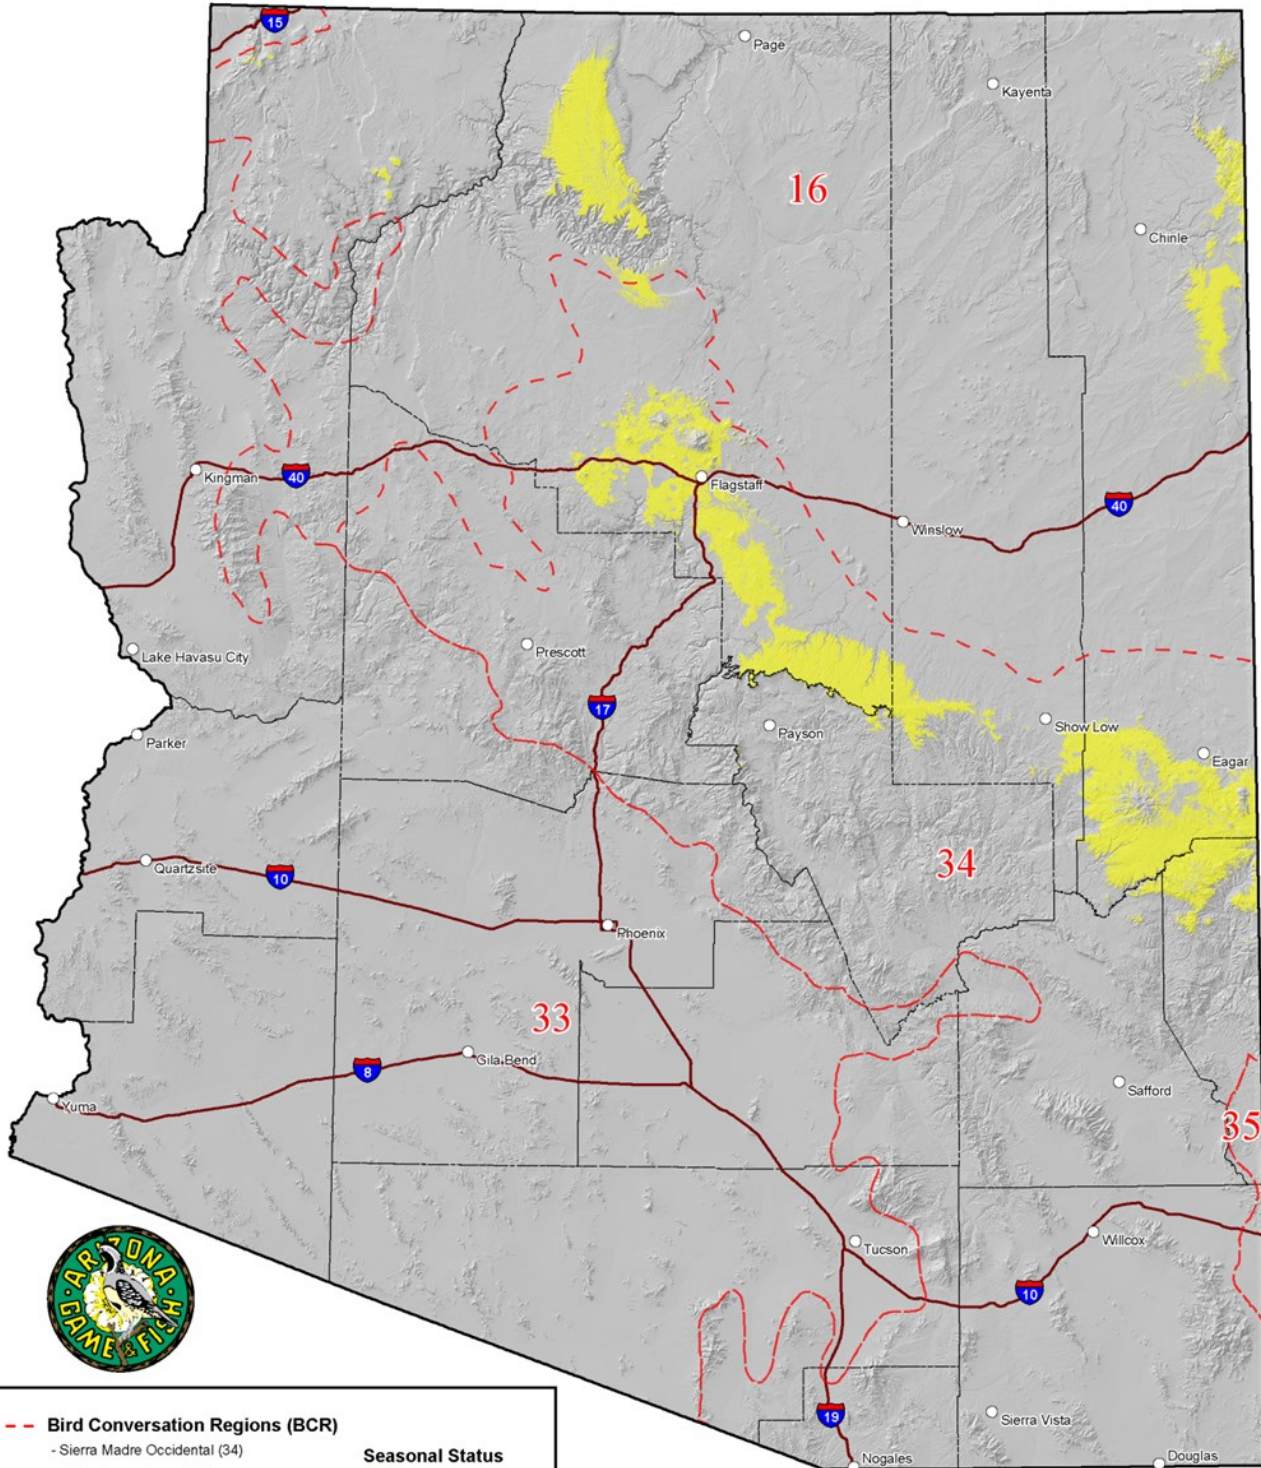 15
Page
Kayenta
16
Chinle
Kingman
40
Flagstaff
40
Winslow
Lake Havasu City
Prescott
17
Parker
Payson
Show Low
Eagar
Quartzsite
10
34
Phoenix
33
Gila Bend
8
Safford
Yuma
35
Tucson
Willcox
10
ARIZONA
GAME & FISH
19
Sierra Vista
Nogales
Douglas
Bird Conversation Regions (BCR)
- Sierra Madre Occidental (34)
Seasonal Status